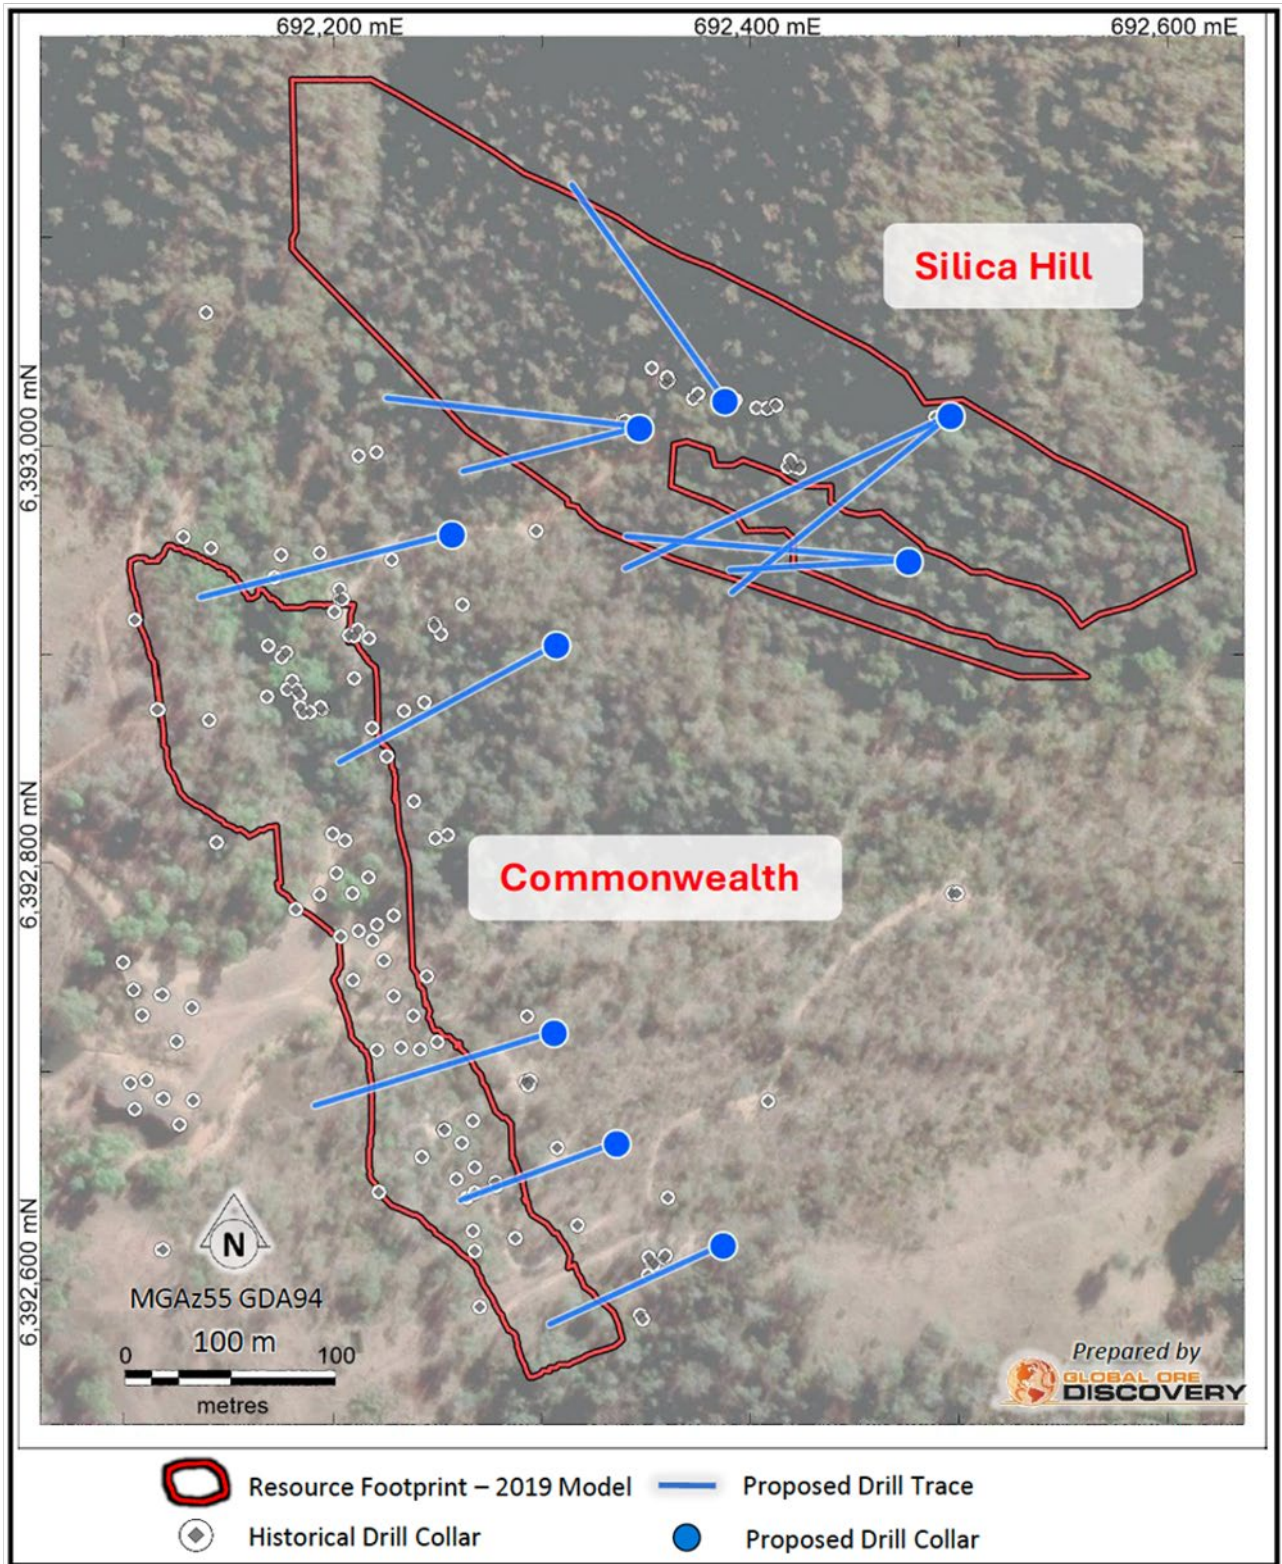 692,200 mE
692,400 mE
692,600 mE
Silica Hill
6,393,000 mN
Commonwealth
6,392,800 mN
6,392,600 mN
N
MGAz55 GDA94
100 m
0
100
metres
Prepared by
GLOBAL ORE
DISCOVERY
Resource Footprint – 2019 Model
Proposed Drill Trace
Historical Drill Collar
Proposed Drill Collar